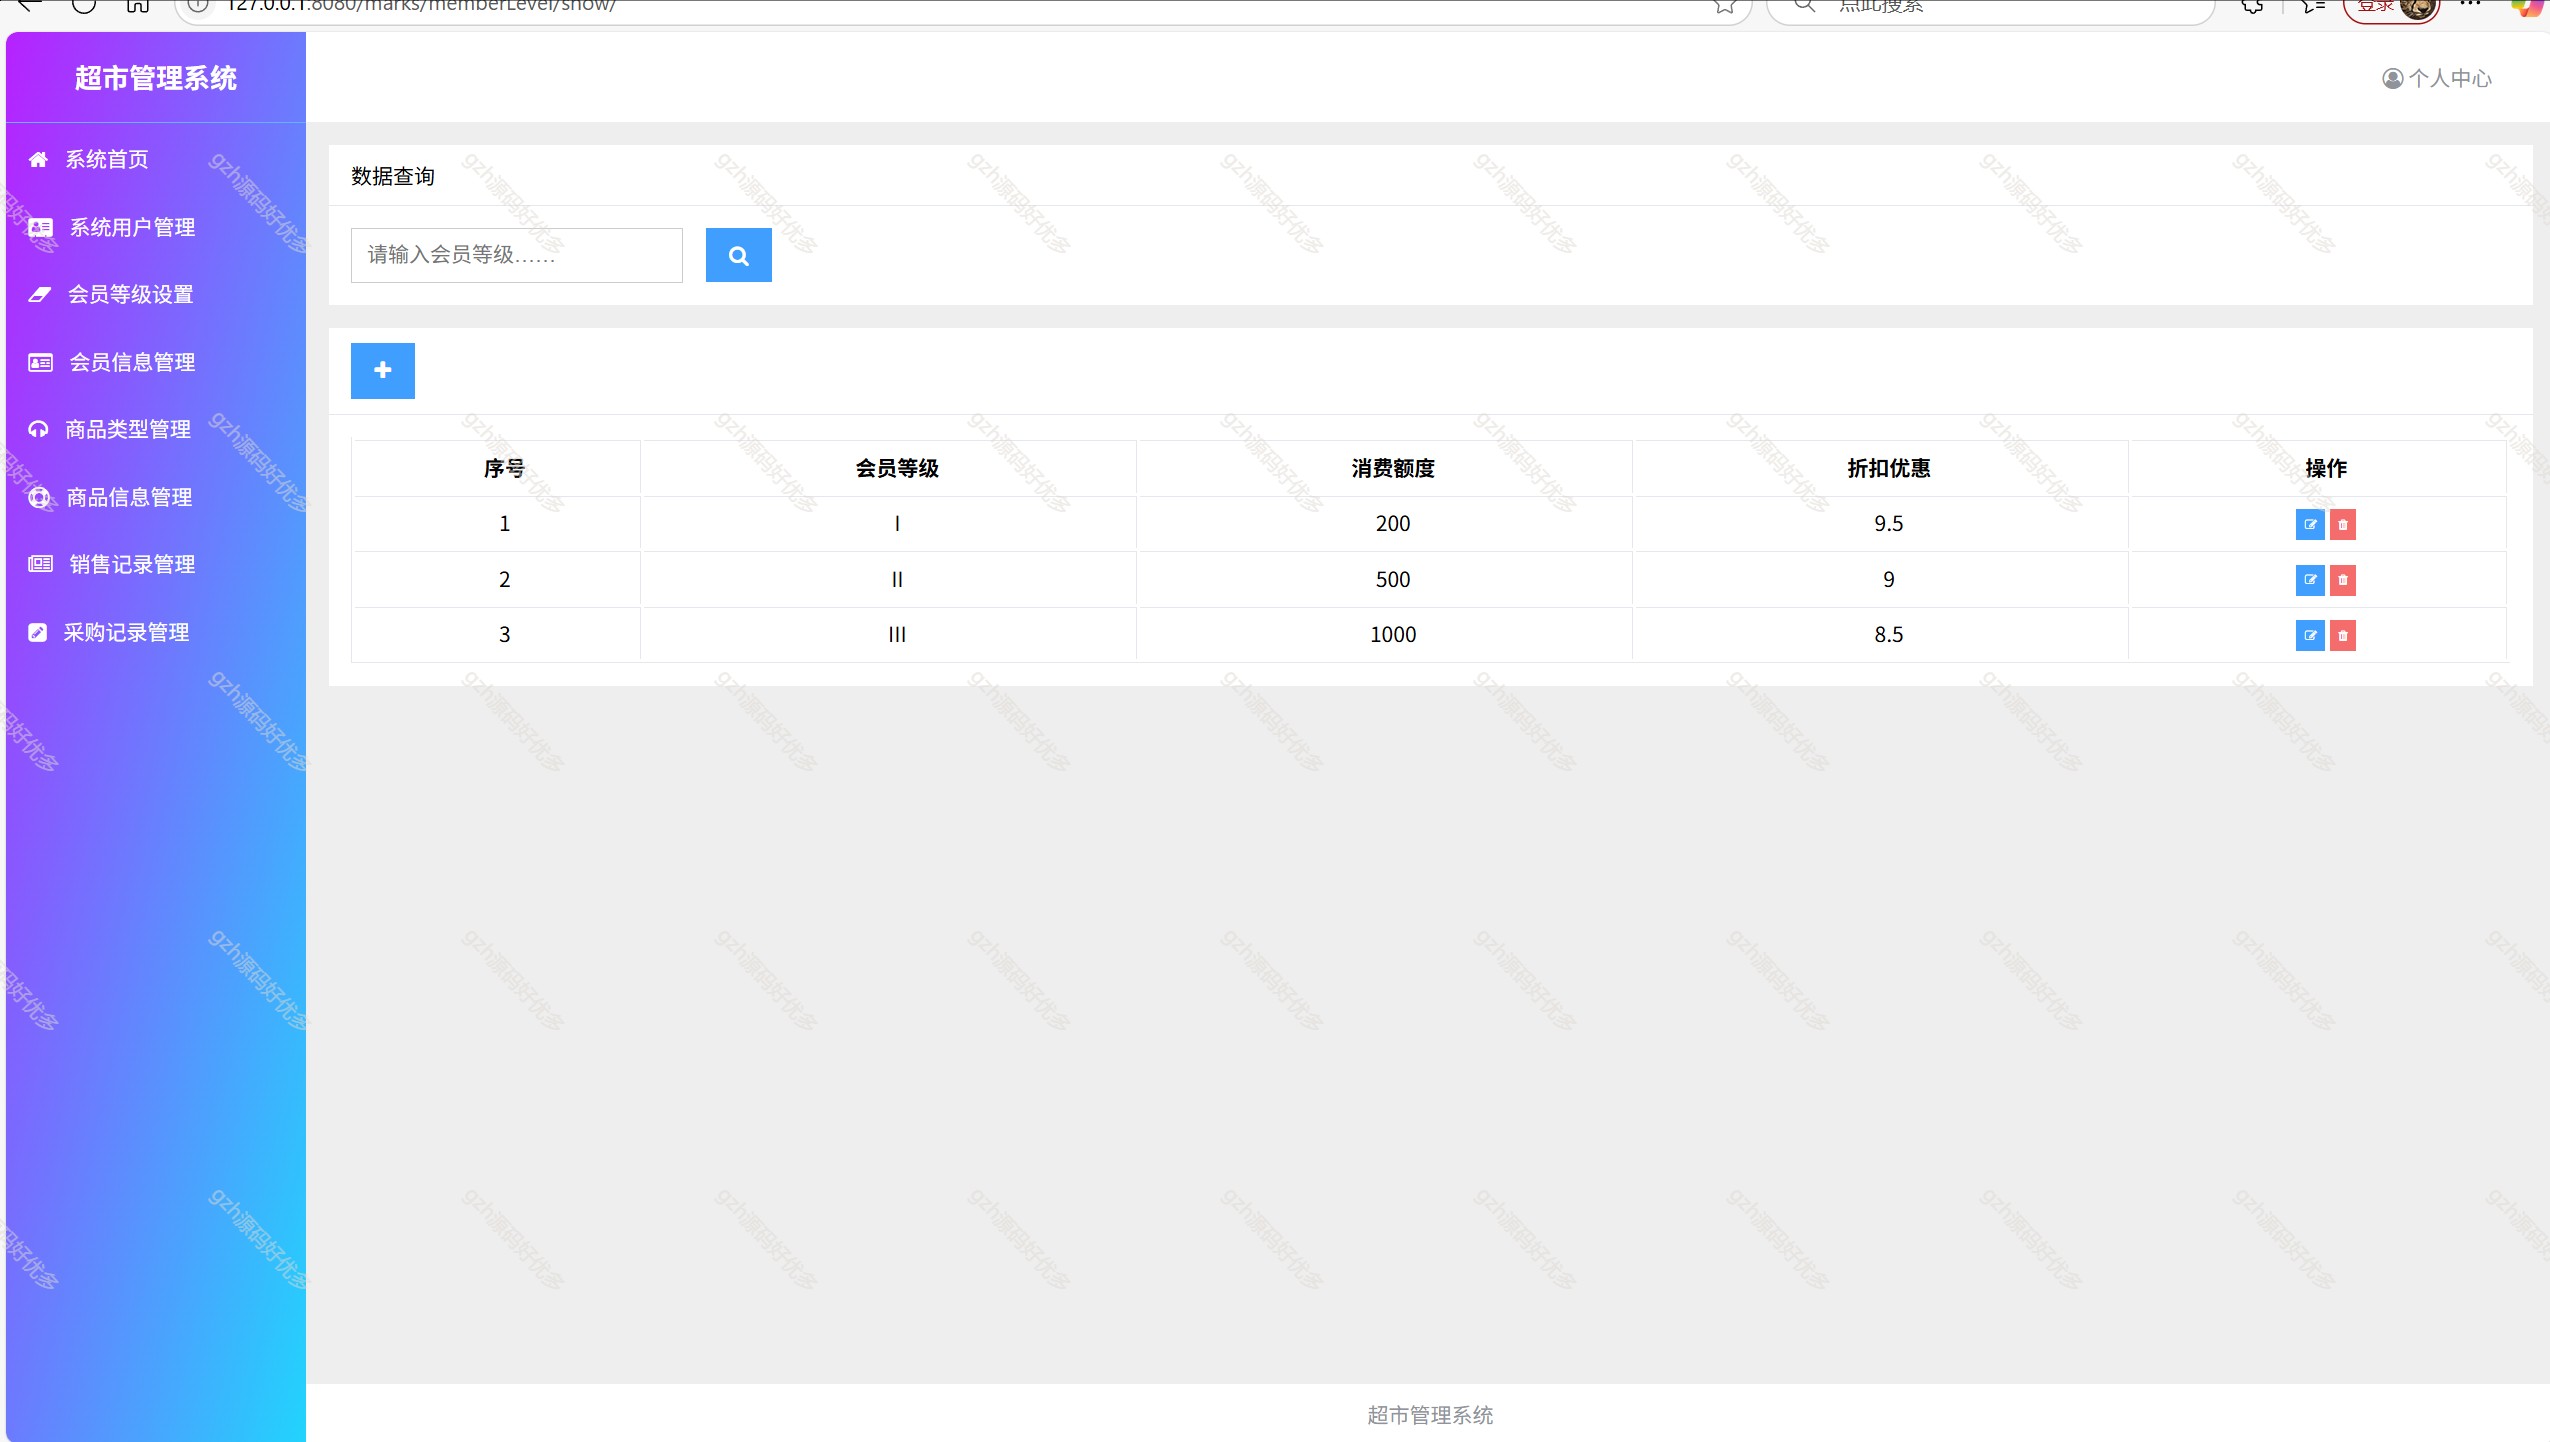 127.0.0.1:8080/marks/memberLevel/show/
点此搜索
登录
超市管理系统
个人中心
系统首页
系统用户管理
会员等级设置
会员信息管理
商品类型管理
商品信息管理
销售记录管理
采购记录管理
数据查询
请输入会员等级……
序号 会员等级 消费额度 折扣优惠 操作
1 I 200 9.5
2 II 500 9
3 III 1000 8.5
超市管理系统
gzh源码好优多